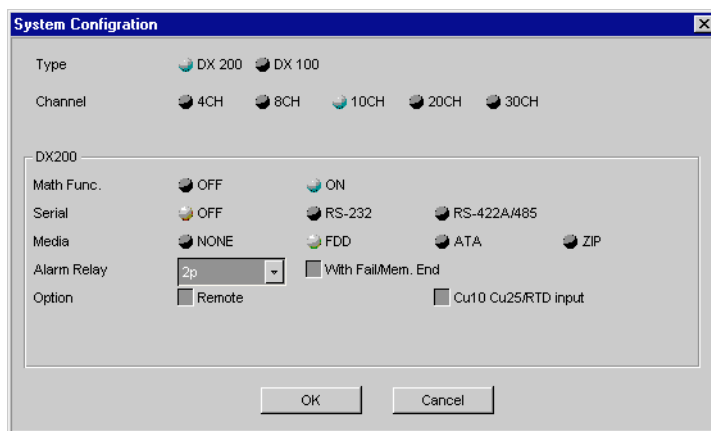 System Configration
Type DX 200 DX 100
Channel 4CH 8CH 10CH 20CH 30CH
DX200
Math Func. OFF ON
Serial OFF RS-232 RS-422A/485
Media NONE FDD ATA ZIP
Alarm Relay 2p With Fail/Mem. End
Option Remote Cu10 Cu25/RTD input
OK Cancel